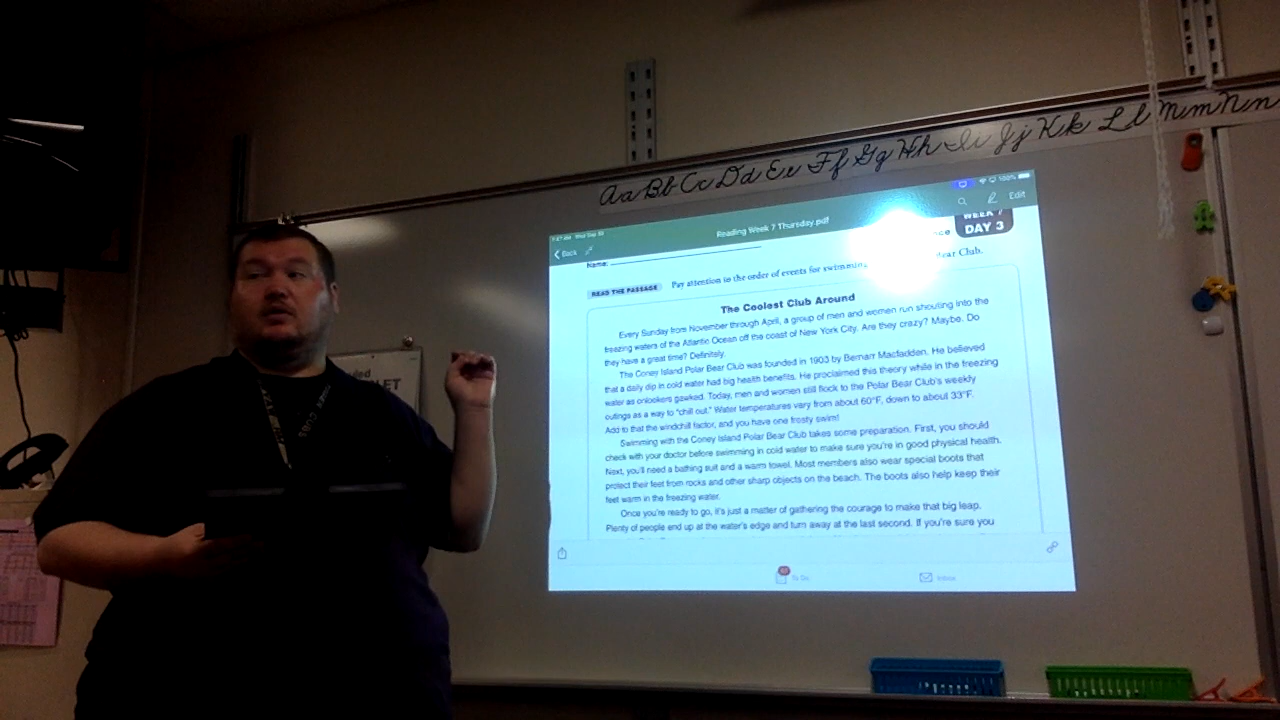 Aa Bb Cc Dd Ee Ff Gg Hh Ii Jj Kk Ll Mm Nn
100%
Back
Reading Week 7 Thursday.pdf
Edit
WEEK 7
DAY 3
Name:
READ THE PASSAGE Pay attention to the order of events for swimming Club.
The Coolest Club Around
Every Sunday from November through April, a group of men and women run shouting into the
freezing waters of the Atlantic Ocean off the coast of New York City. Are they crazy? Maybe. Do
they have a great time? Definitely.
The Coney Island Polar Bear Club was founded in 1903 by Bernarr Macfadden. He believed
that a daily dip in cold water had big health benefits. He proclaimed this theory while in the freezing
water as onlookers gawked. Today, men and women still flock to the Polar Bear Club's weekly
outings as a way to "chill out." Water temperatures vary from about 60°F, down to about 33°F.
Add to that the windchill factor, and you have one frosty swim!
Swimming with the Coney Island Polar Bear Club takes some preparation. First, you should
check with your doctor before swimming in cold water to make sure you're in good physical health.
Next, you'll need a bathing suit and a warm towel. Most members also wear special boots that
protect their feet from rocks and other sharp objects on the beach. The boots also help keep their
feet warm in the freezing water.
Once you're ready to go, it's just a matter of gathering the courage to make that big leap.
Plenty of people end up at the water's edge and turn away at the last second. If you're sure you
To Do
Inbox